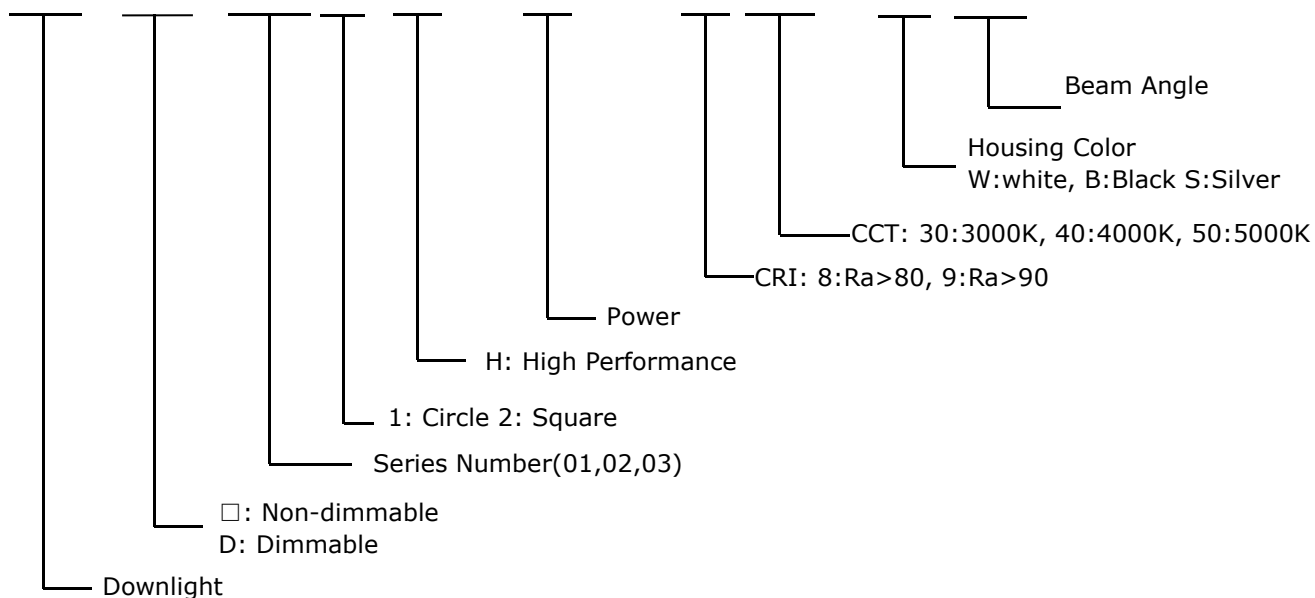 Beam Angle
Housing Color
W:white, B:Black S:Silver
CCT: 30:3000K, 40:4000K, 50:5000K
CRI: 8:Ra>80, 9:Ra>90
Power
H: High Performance
1: Circle 2: Square
Series Number(01,02,03)
□: Non-dimmable
D: Dimmable
Downlight